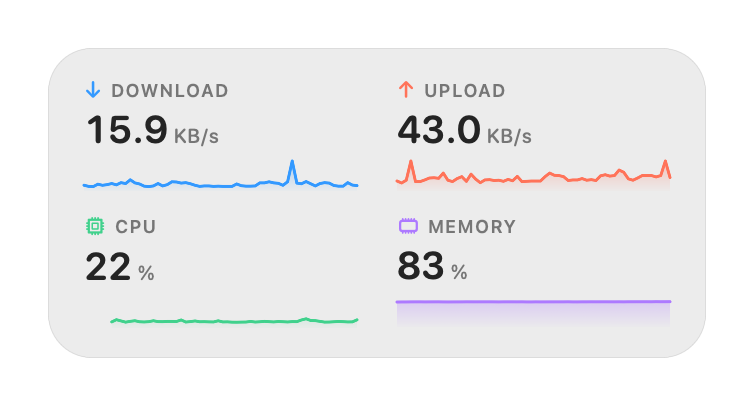 DOWNLOAD
15.9 KB/s
UPLOAD
43.0 KB/s
CPU
22 %
MEMORY
83 %